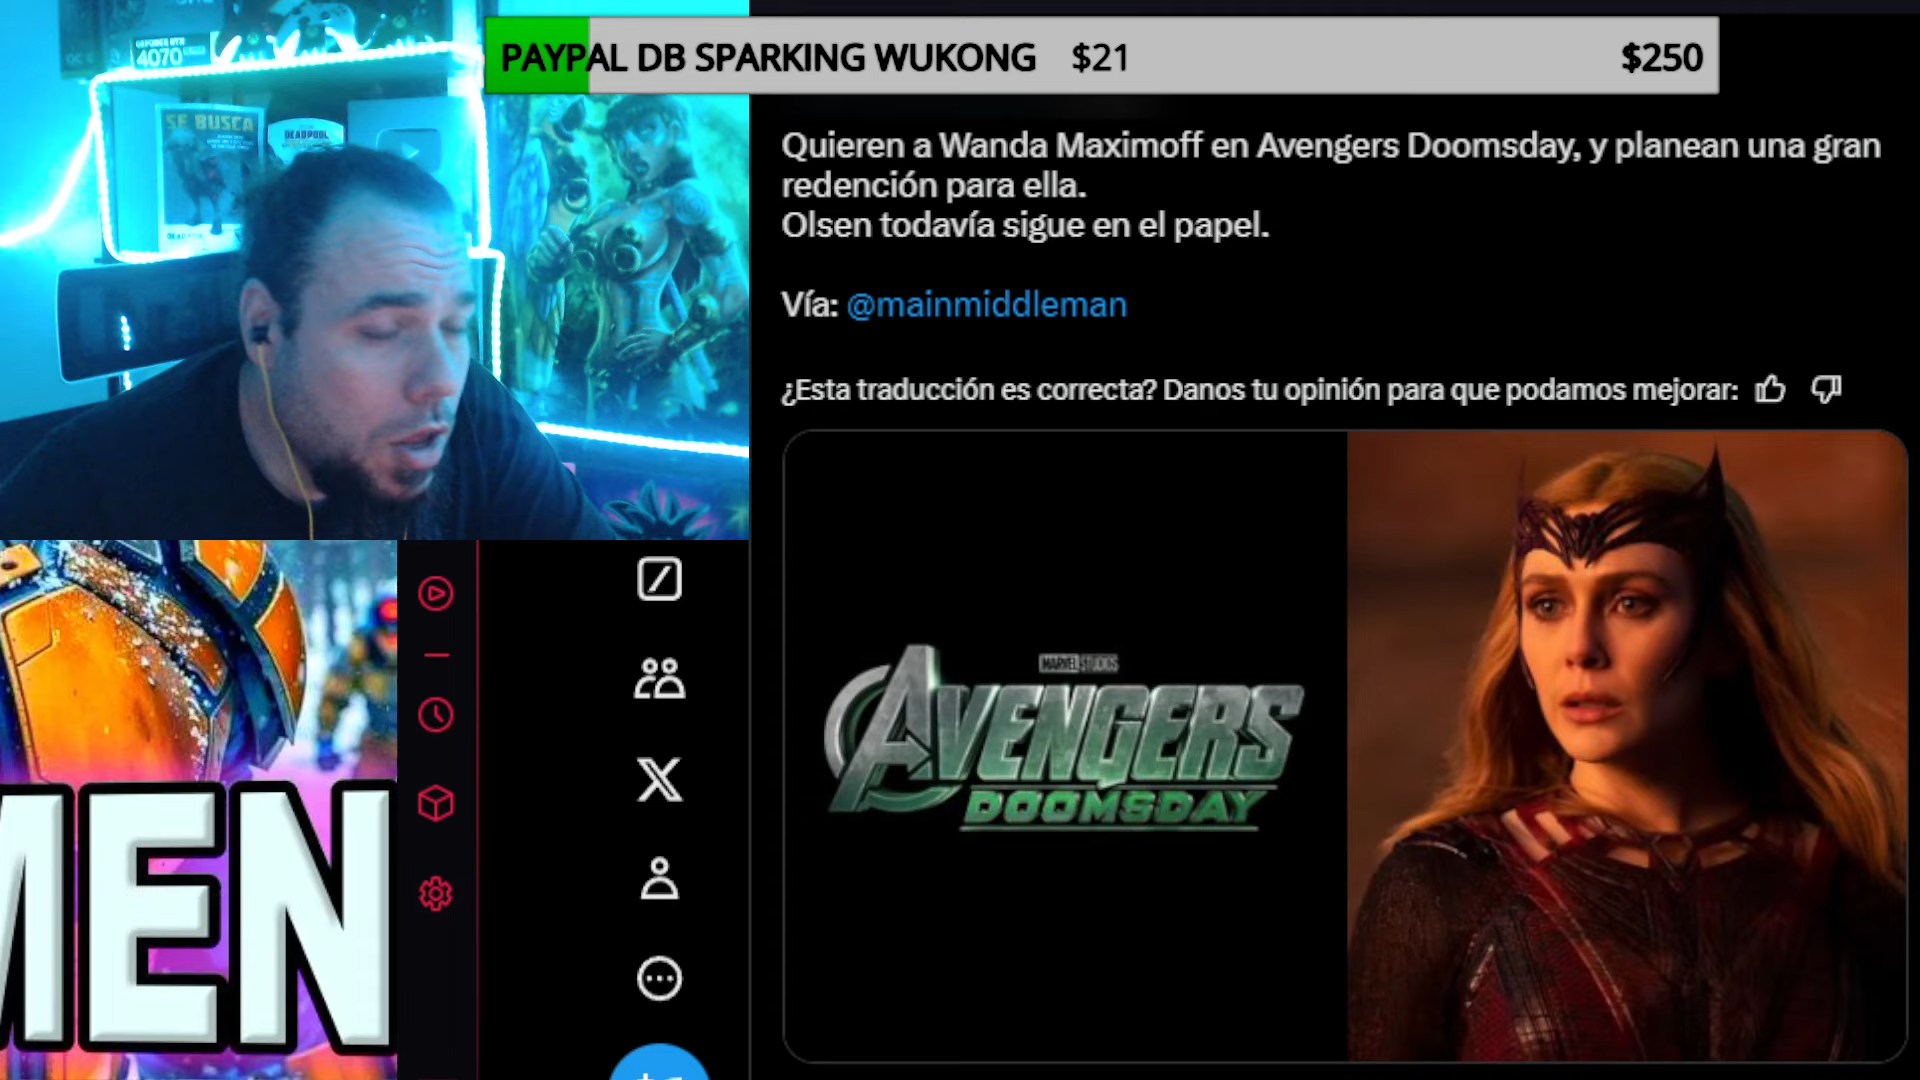 GEFORCE RTX
4070
SE BUSCA
DEADPOOL
PAYPAL DB SPARKING WUKONG $21 $250
Quieren a Wanda Maximoff en Avengers Doomsday, y planean una gran
redención para ella.
Olsen todavía sigue en el papel.
Vía: @mainmiddleman
¿Esta traducción es correcta? Danos tu opinión para que podamos mejorar:
MARVEL STUDIOS
AVENGERS
DOOMSDAY
MEN